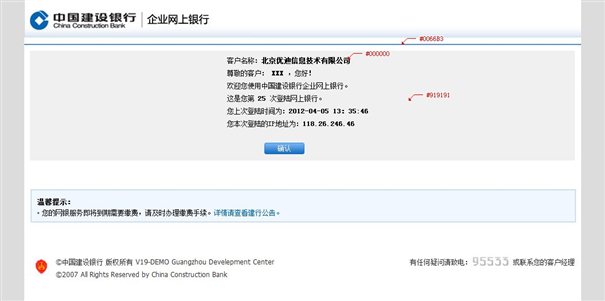 中国建设银行 企业网上银行
China Construction Bank
#0066B3
客户名称：北京优迪信息技术有限公司
#000000
尊敬的客户： XXX ，您好！
欢迎您使用中国建设银行企业网上银行。
这是您第 25 次登陆网上银行。
#919191
您上次登陆时间为：2012-04-05 13：35:46
您本次登陆的IP地址为：118.26.246.46
确认
温馨提示：
·您的网银服务即将到期需要缴费，请及时办理缴费手续。详情请查看建行公告。
©中国建设银行 版权所有 V19-DEMO Guangzhou Develepment Center
有任何疑问请致电：95533 或联系您的客户经理
©2007 All Rights Reserved by China Construction Bank